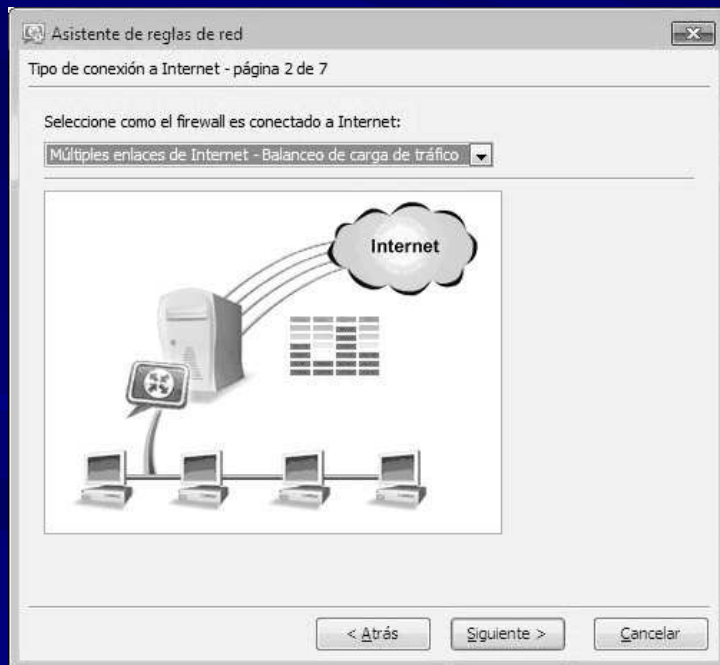 Asistente de reglas de red
Tipo de conexión a Internet - página 2 de 7
Seleccione como el firewall es conectado a Internet:
Múltiples enlaces de Internet - Balanceo de carga de tráfico
Internet
< Atrás
Siguiente >
Cancelar